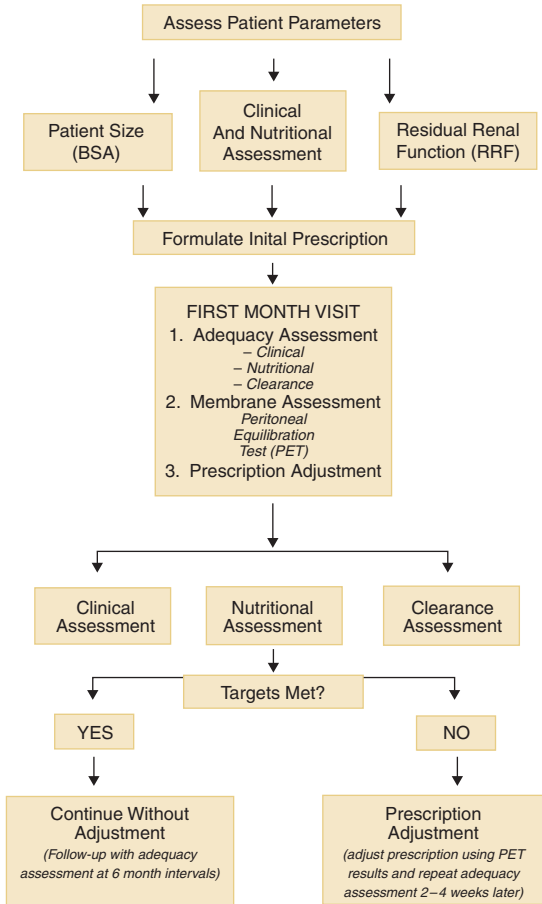 Assess Patient Parameters
Patient Size
(BSA)
Clinical
And Nutritional
Assessment
Residual Renal
Function (RRF)
Formulate Inital Prescription
FIRST MONTH VISIT
1. Adequacy Assessment
– Clinical
– Nutritional
– Clearance
2. Membrane Assessment
Peritoneal
Equilibration
Test (PET)
3. Prescription Adjustment
Clinical
Assessment
Nutritional
Assessment
Clearance
Assessment
Targets Met?
YES
NO
Continue Without
Adjustment
(Follow-up with adequacy
assessment at 6 month intervals)
Prescription
Adjustment
(adjust prescription using PET
results and repeat adequacy
assessment 2–4 weeks later)